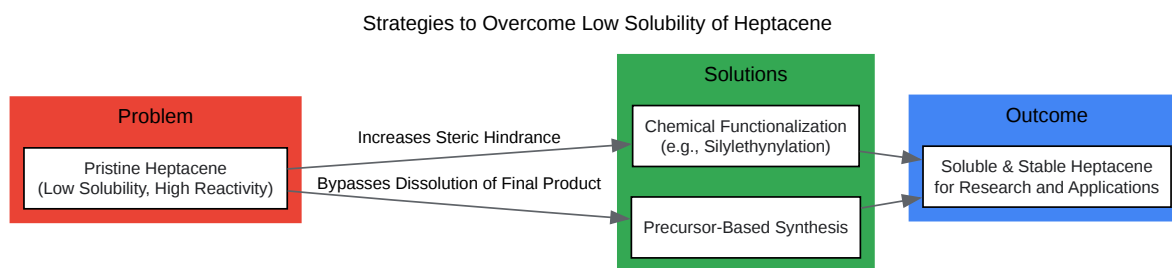 Strategies to Overcome Low Solubility of Heptacene
Problem
Pristine Heptacene
(Low Solubility, High Reactivity)
Increases Steric Hindrance
Bypasses Dissolution of Final Product
Solutions
Chemical Functionalization
(e.g., Silylethynylation)
Precursor-Based Synthesis
Outcome
Soluble & Stable Heptacene
for Research and Applications